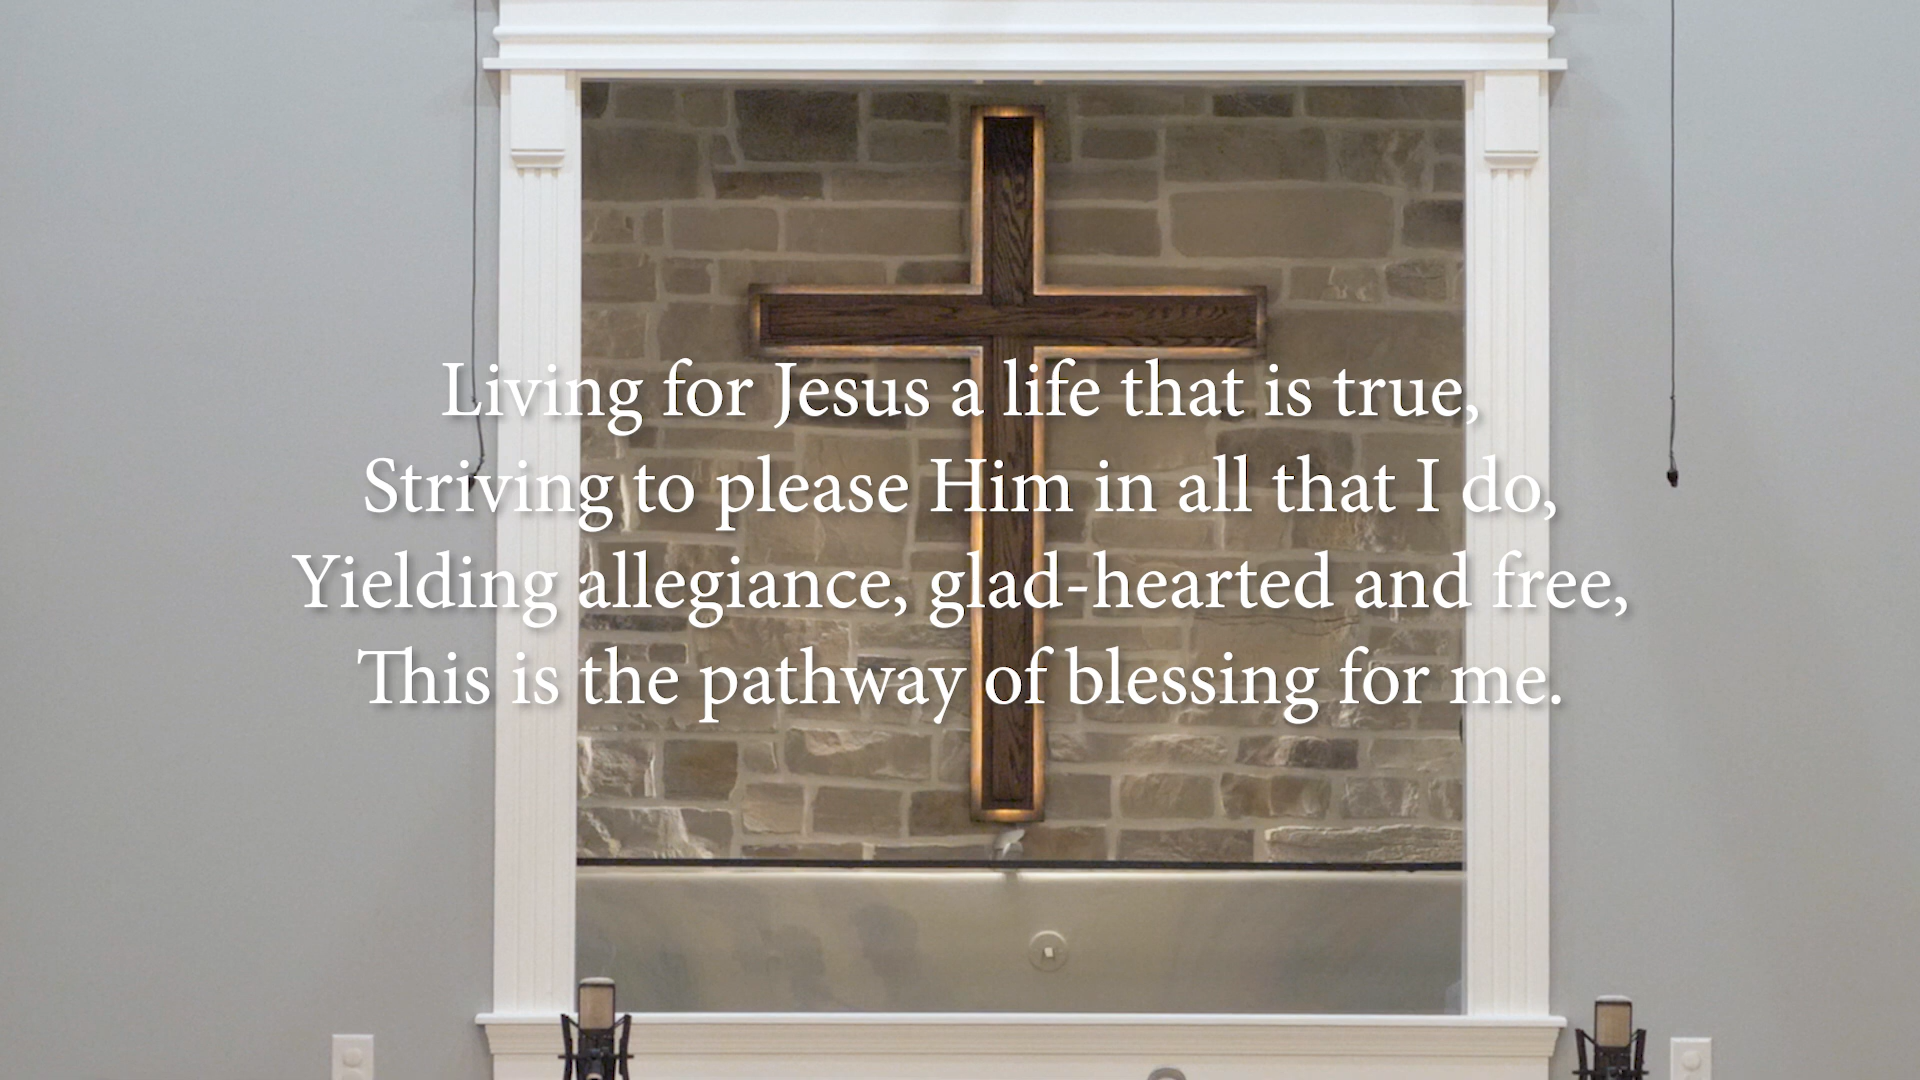 Living for Jesus a life that is true,
Striving to please Him in all that I do,
Yielding allegiance, glad-hearted and free,
This is the pathway of blessing for me.